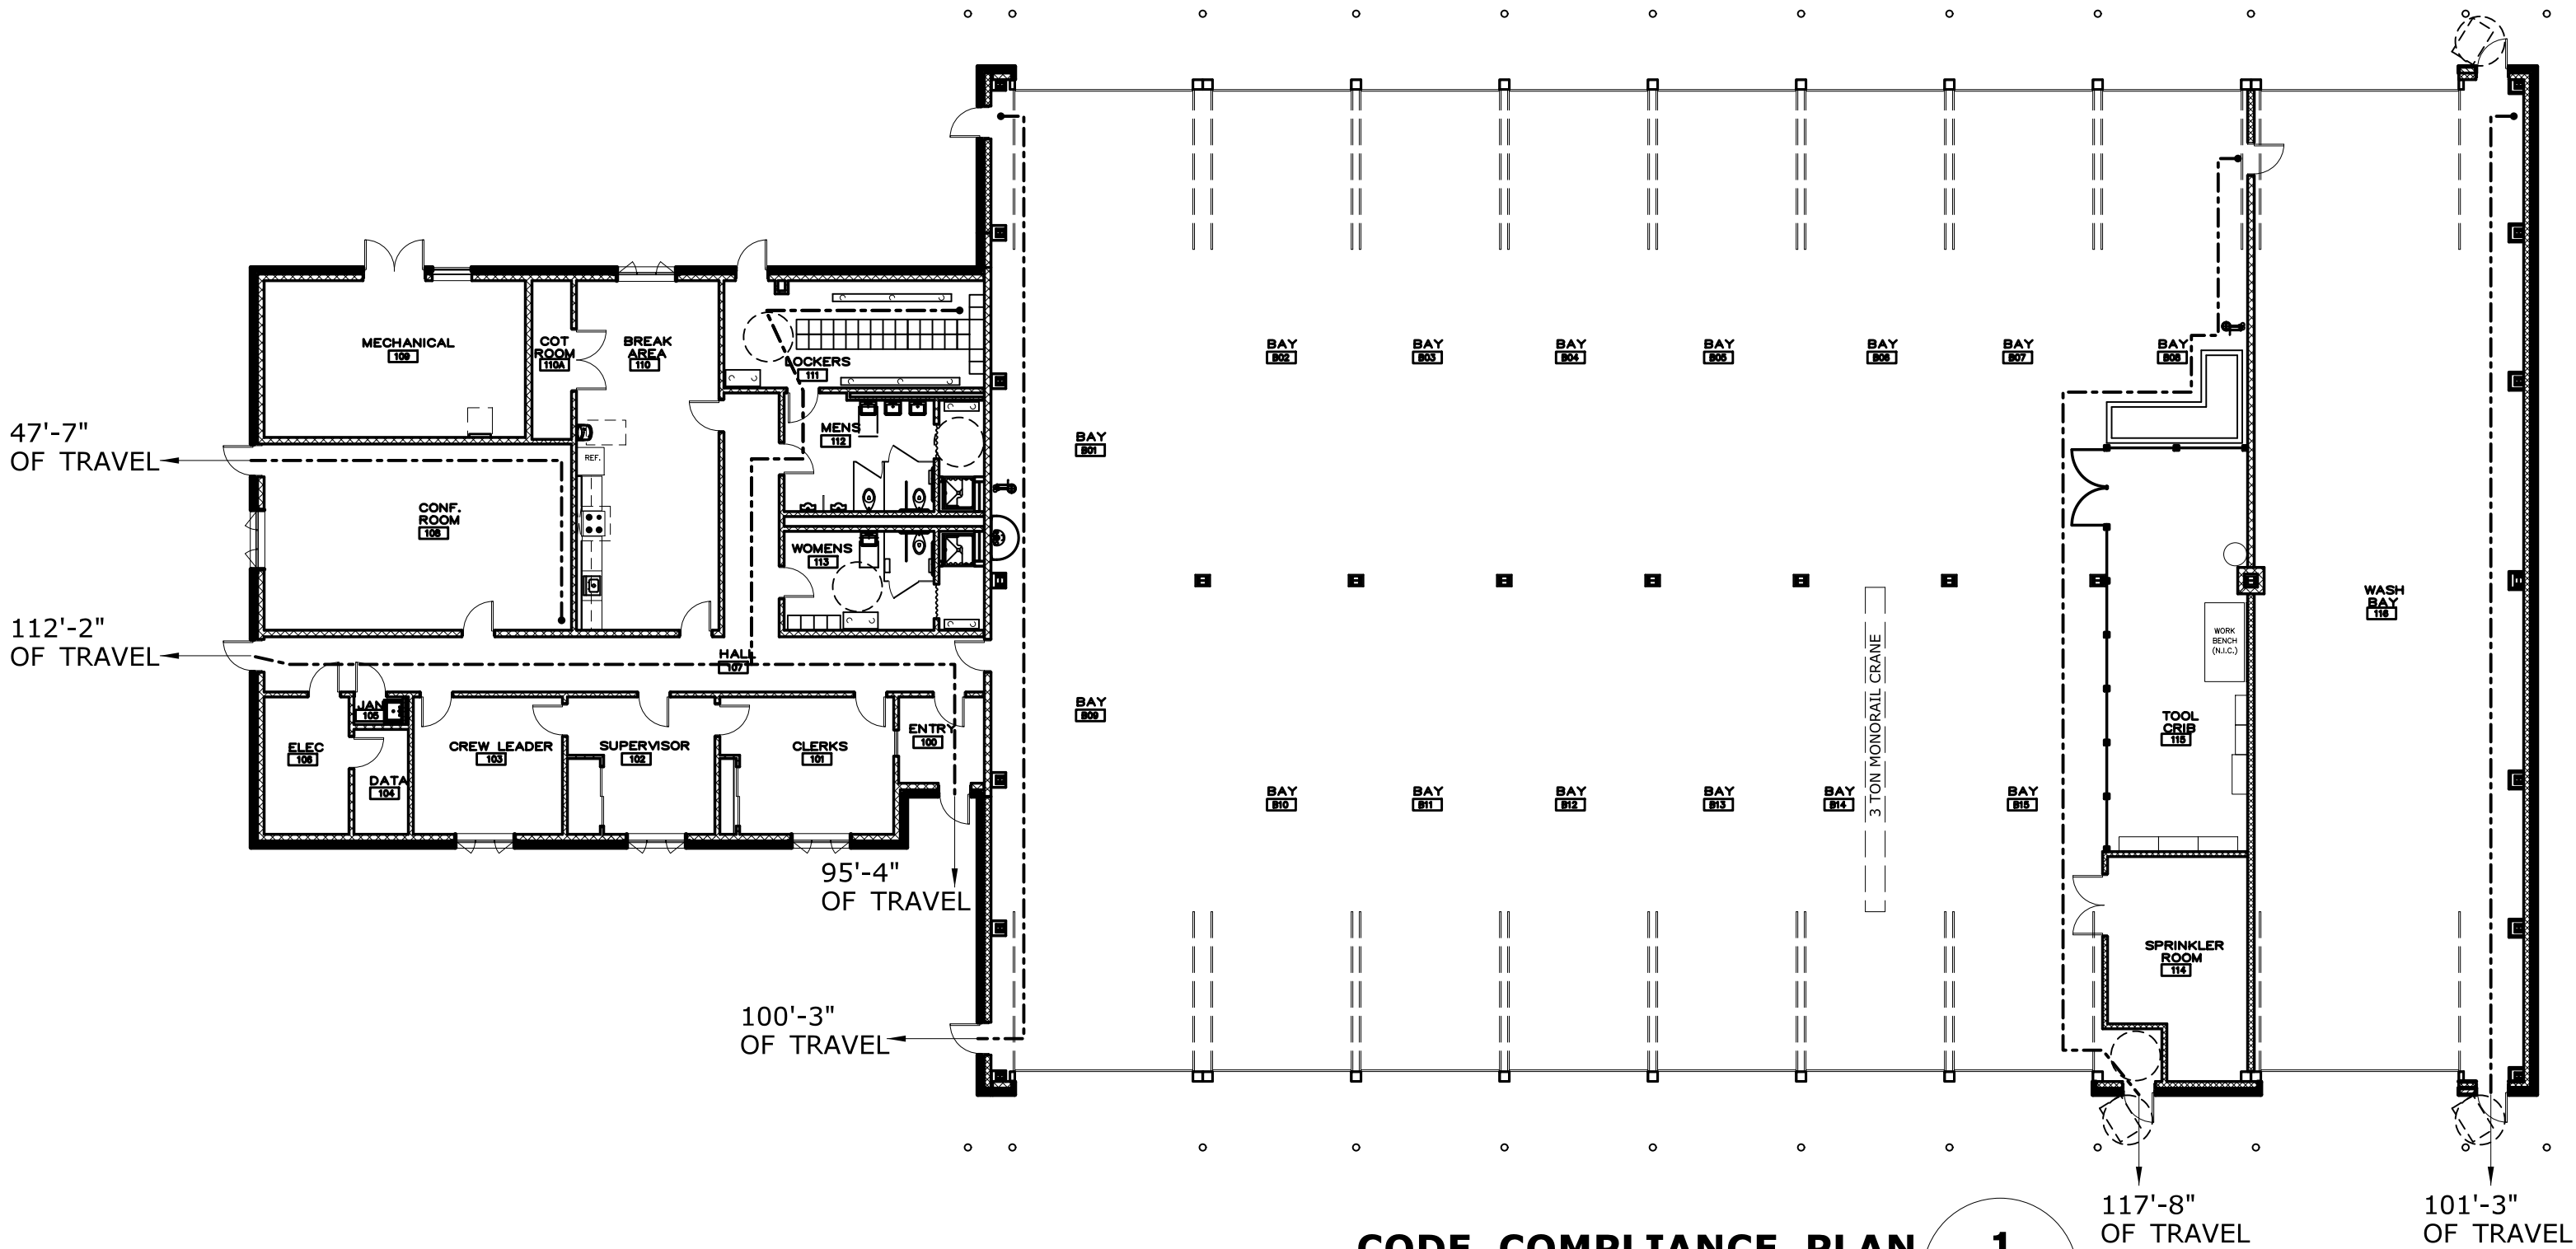 MECHANICAL
109
COT
ROOM
110A
BREAK
AREA
110
LOCKERS
111
BAY
B02
BAY
B03
BAY
B04
BAY
B05
BAY
B06
BAY
B07
BAY
B08
47'-7"
OF TRAVEL
MENS
112
BAY
B01
REF.
CONF.
ROOM
108
WOMENS
113
WASH
BAY
116
112'-2"
OF TRAVEL
HALL
107
WORK
BENCH
(N.I.C.)
3 TON MONORAIL CRANE
JAN
105
BAY
B09
ELEC
106
CREW LEADER
103
SUPERVISOR
102
CLERKS
101
ENTRY
100
TOOL
CRIB
115
DATA
104
BAY
B10
BAY
B11
BAY
B12
BAY
B13
BAY
B14
BAY
B15
95'-4"
OF TRAVEL
SPRINKLER
ROOM
114
100'-3"
OF TRAVEL
117'-8"
OF TRAVEL
101'-3"
OF TRAVEL
CODE COMPLIANCE PLAN
1